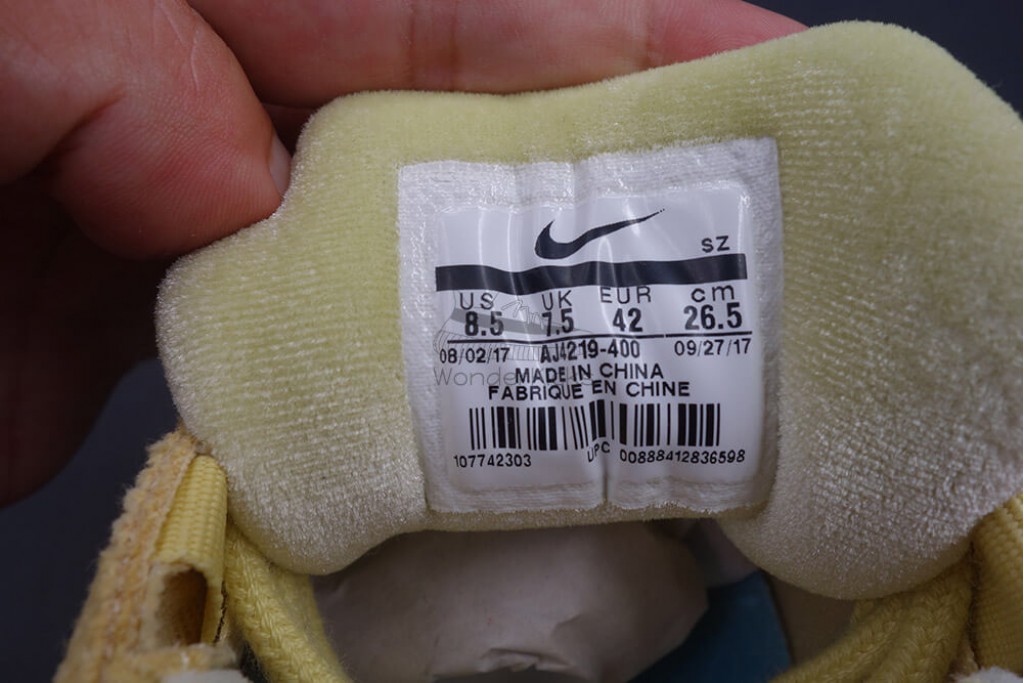 SZ
US UK EUR cm
8.5 7.5 42 26.5
08/02/17 AJ4219-400 09/27/17
MADE IN CHINA
FABRIQUE EN CHINE
107742303 UPC 00888412836598